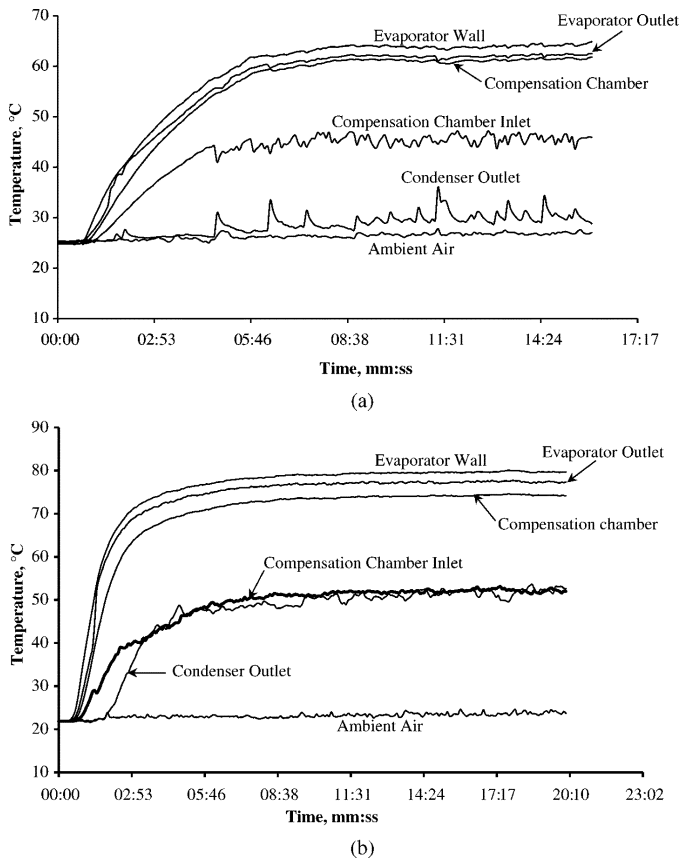 70
Evaporator Wall
Evaporator Outlet
60
Compensation Chamber
50
Compensation Chamber Inlet
Temperature, °C
40
Condenser Outlet
30
Ambient Air
20
10
00:00 02:53 05:46 08:38 11:31 14:24 17:17
Time, mm:ss
(a)
90
80
Evaporator Wall
Evaporator Outlet
70
Compensation chamber
60
Compensation Chamber Inlet
Temperature, °C
50
40
Condenser Outlet
30
20
Ambient Air
10
00:00 02:53 05:46 08:38 11:31 14:24 17:17 20:10 23:02
Time, mm:ss
(b)